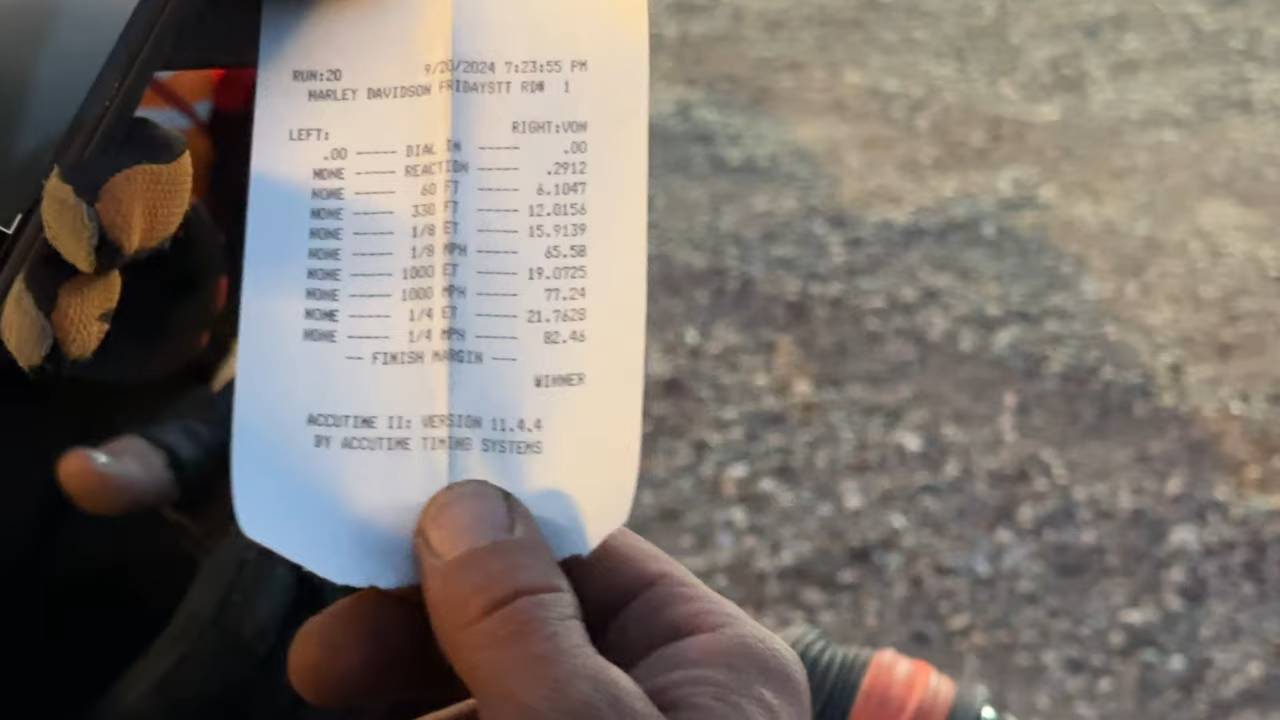 RUN:20 9/20/2024 7:23:55 PM
MARLEY DAVIDSON FRIDAYSTT RD# 1
LEFT: RIGHT:VON
.00 ----- DIAL IN ----- .00
NONE ----- REACTION ----- .2912
NONE ----- 60 FT ----- 6.1047
NONE ----- 330 FT ----- 12.0156
NONE ----- 1/8 ET ----- 15.9139
NONE ----- 1/8 MPH ----- 65.58
NONE ----- 1000 ET ----- 19.0725
NONE ----- 1000 MPH ----- 77.24
NONE ----- 1/4 ET ----- 21.7628
NONE ----- 1/4 MPH ----- 82.46
-- FINISH MARGIN ---
WINNER
ACCUTIME II: VERSION 11.4.4
BY ACCUTIME TIMING SYSTEMS